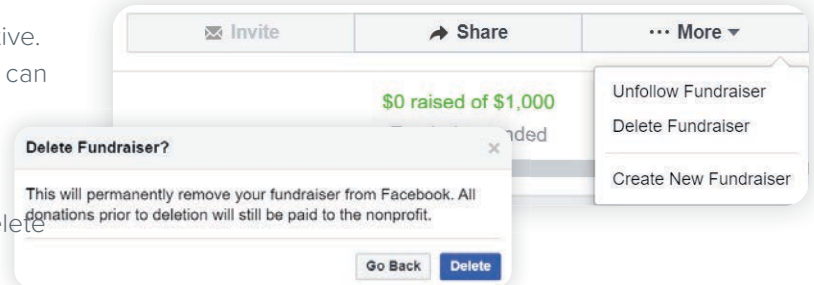 tive.
can
elete
Invite
Share
··· More
Unfollow Fundraiser
Delete Fundraiser
Create New Fundraiser
$0 raised of $1,000
Delete Fundraiser?
This will permanently remove your fundraiser from Facebook. All
donations prior to deletion will still be paid to the nonprofit.
Go Back
Delete